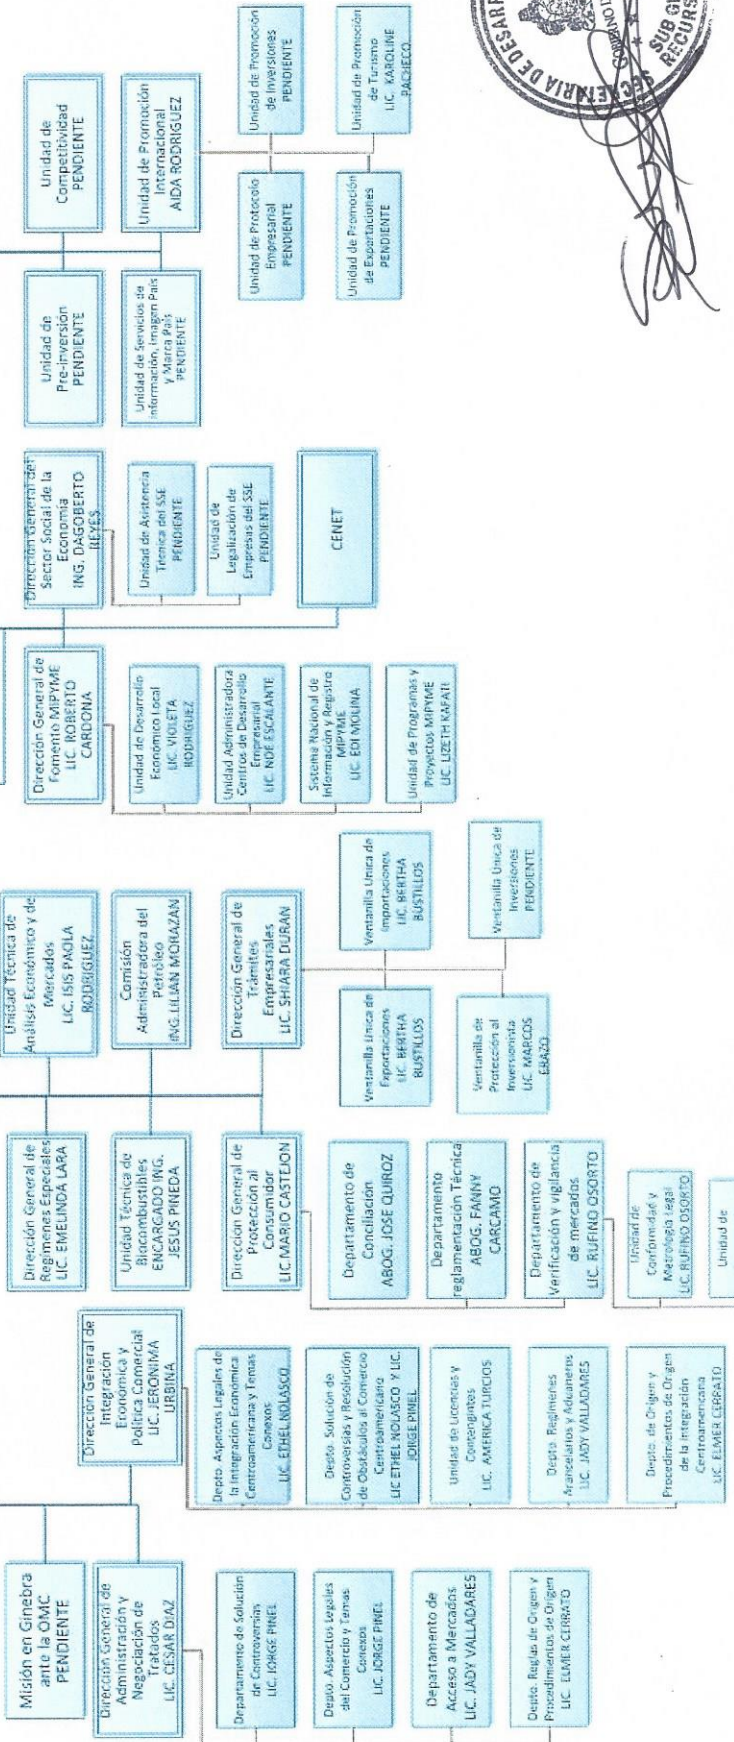 Misión en Ginebra
ante la OMC
PENDIENTE
Dirección General de
Administración y
Negociación de
Tratados
LIC. CESAR DIAZ
Departamento de Solución
de Controversias
LIC. JORGE PINEL
Depto. Aspectos Legales
del Comercio y Temas
Conexos
LIC. JORGE PINEL
Departamento de
Acceso a Mercados
LIC. JADY VALLADARES
Depto. Reglas de Origen y
Procedimientos de Origen
LIC. ELMER CERRATO
Dirección General de
Integración
Económica y
Política Comercial
LIC. JERONIMA
URBINA
Depto. Aspectos Legales de
la Integración Económica
Centroamericana y Temas
Conexos
LIC. ETHEL NOLASCO
Depto. Solución de
Controversias y Resolución
de Obstáculos al Comercio
Centroamericano
LIC ETHEL NOLASCO Y LIC.
JORGE PINEL
Unidad de Licencias y
Contingentes
LIC. AMERICA TURCIOS
Depto. Regímenes
Arancelarios y Aduaneros
LIC. JADY VALLADARES
Depto. de Origen y
Procedimientos de Origen
de la Integración
Centroamericana
LIC. ELMER CERRATO
Dirección General de
Regímenes Especiales
LIC. EMELINDA LARA
Unidad Técnica de
Biocombustibles
ENCARGADO ING.
JESUS PINEDA
Dirección General de
Protección al
Consumidor
LIC. MARIO CASTEJON
Departamento de
Conciliación
ABOG. JOSE QUIROZ
Departamento
reglamentación Técnica
ABOG. FANNY
CARCAMO
Departamento de
Verificación y vigilancia
de mercados
LIC. RUFINO OSORTO
Unidad de
Conformidad y
Metrología Legal
LIC. RUFINO OSORTO
Unidad de
Unidad Técnica de
Análisis Económico y de
Mercados
LIC. ISIS PAOLA
RODRIGUEZ
Comisión
Administradora del
Petróleo
ING. LILIAN MORAZAN
Dirección General de
Trámites
Empresariales
LIC. SHIARA DURAN
Ventanilla Unica de
Exportaciones
LIC. BERTHA
BUSTILLOS
Ventanilla Unica de
Importaciones
LIC. BERTHA
BUSTILLOS
Ventanilla de
Protección al
Inversionista
LIC. MARCOS
ERAZO
Ventanilla Unica de
Inversiones
PENDIENTE
Dirección General de
Fomento MIPYME
LIC. ROBERTO
CARDONA
Unidad de Desarrollo
Económico Local
LIC. VIOLETA
RODRIGUEZ
Unidad Administradora
Centros de Desarrollo
Empresarial
LIC. NOE ESCALANTE
Sistema Nacional de
Información y Registro
MIPYME
LIC. EDI MOLINA
Unidad de Programas y
Proyectos MIPYME
LIC. LIZETH KAFATI
Dirección General del
Sector Social de la
Economía
ING. DAGOBERTO
REYES
Unidad de Asistencia
Técnica del SSE
PENDIENTE
Unidad de
Legalización de
Empresas del SSE
PENDIENTE
CENET
Unidad de
Pre-inversión
PENDIENTE
Unidad de Servicios de
información, Imagen País
y Marca País
PENDIENTE
Unidad de
Competitividad
PENDIENTE
Unidad de Promoción
Internacional
AIDA RODRIGUEZ
Unidad de Protocolo
Empresarial
PENDIENTE
Unidad de Promoción
de Inversiones
PENDIENTE
Unidad de Promoción
de Exportaciones
PENDIENTE
Unidad de Promoción
de Turismo
LIC. KAROLINE
PACHECO
SECRETARIA DE DESARR
GOBIERNO D
SUB GE
RECURS